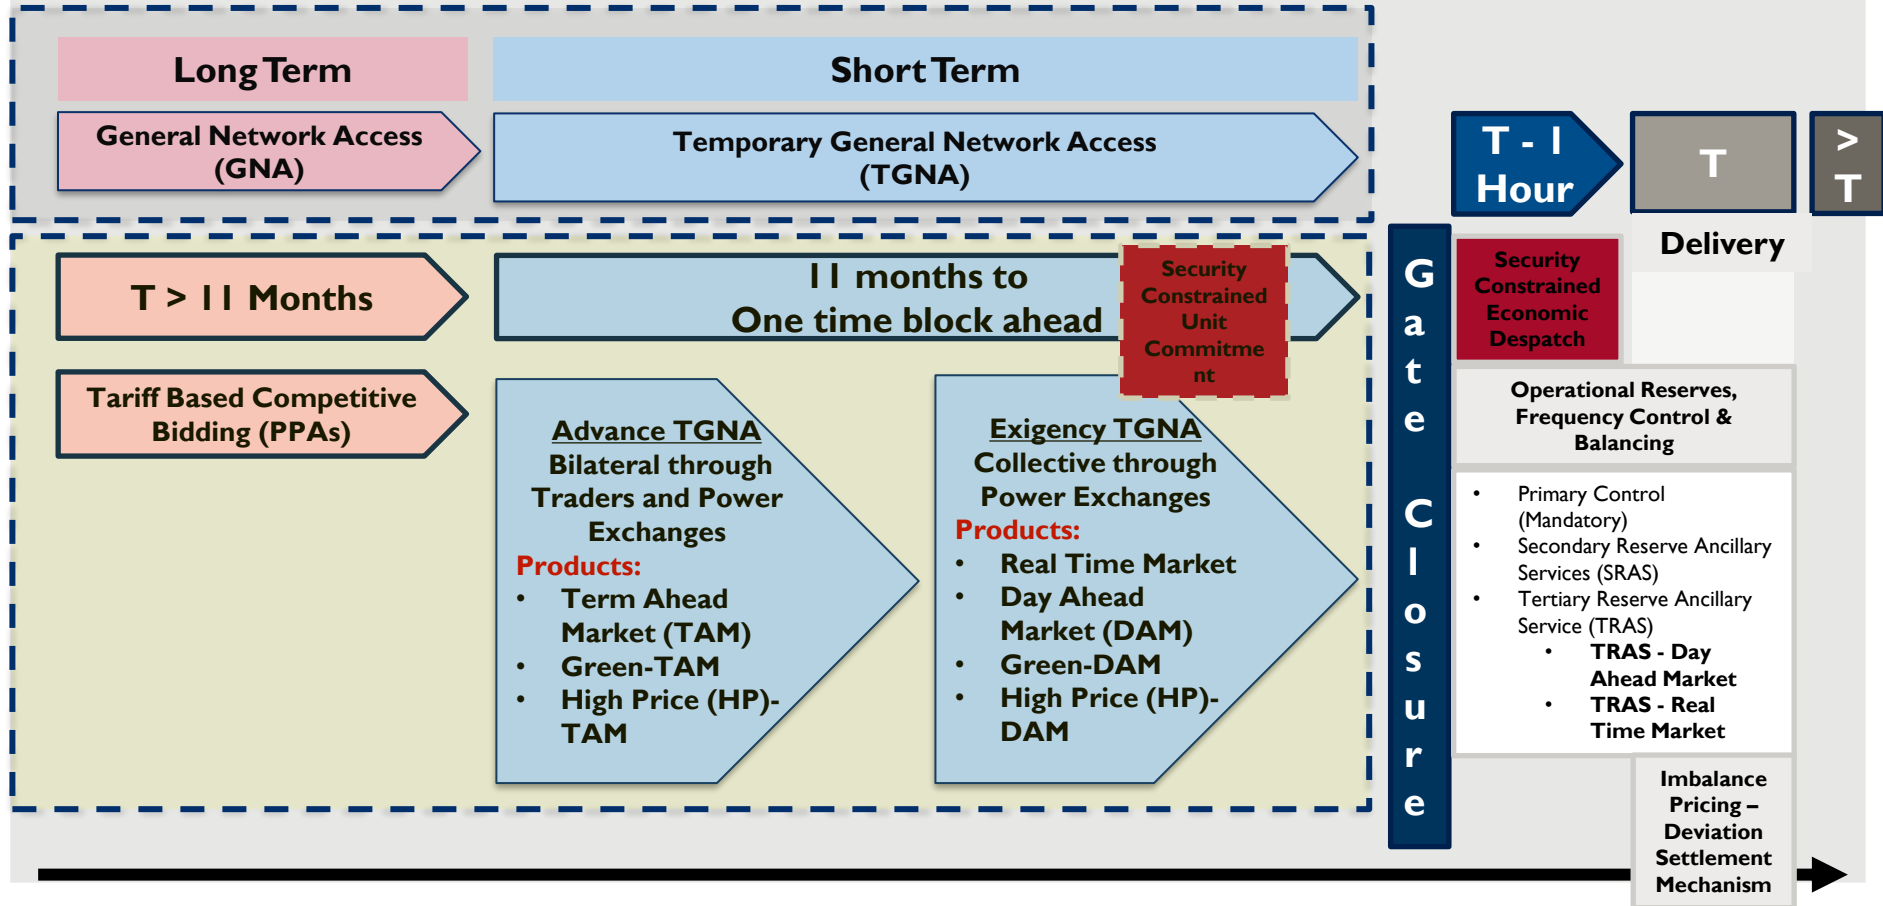 Long Term
Short Term
General Network Access
(GNA)
Temporary General Network Access
(TGNA)
T - 1
Hour
T
>
T
Delivery
T > 11 Months
11 months to
One time block ahead
Security
Constrained
Unit
Commitme
nt
Tariff Based Competitive
Bidding (PPAs)
Advance TGNA
Bilateral through
Traders and Power
Exchanges
Products:
• Term Ahead
Market (TAM)
• Green-TAM
• High Price (HP)-
TAM
Exigency TGNA
Collective through
Power Exchanges
Products:
• Real Time Market
• Day Ahead
Market (DAM)
• Green-DAM
• High Price (HP)-
DAM
G
a
t
e
C
l
o
s
u
r
e
Security
Constrained
Economic
Despatch
Operational Reserves,
Frequency Control &
Balancing
• Primary Control
(Mandatory)
• Secondary Reserve Ancillary
Services (SRAS)
• Tertiary Reserve Ancillary
Service (TRAS)
• TRAS - Day
Ahead Market
• TRAS - Real
Time Market
Imbalance
Pricing –
Deviation
Settlement
Mechanism